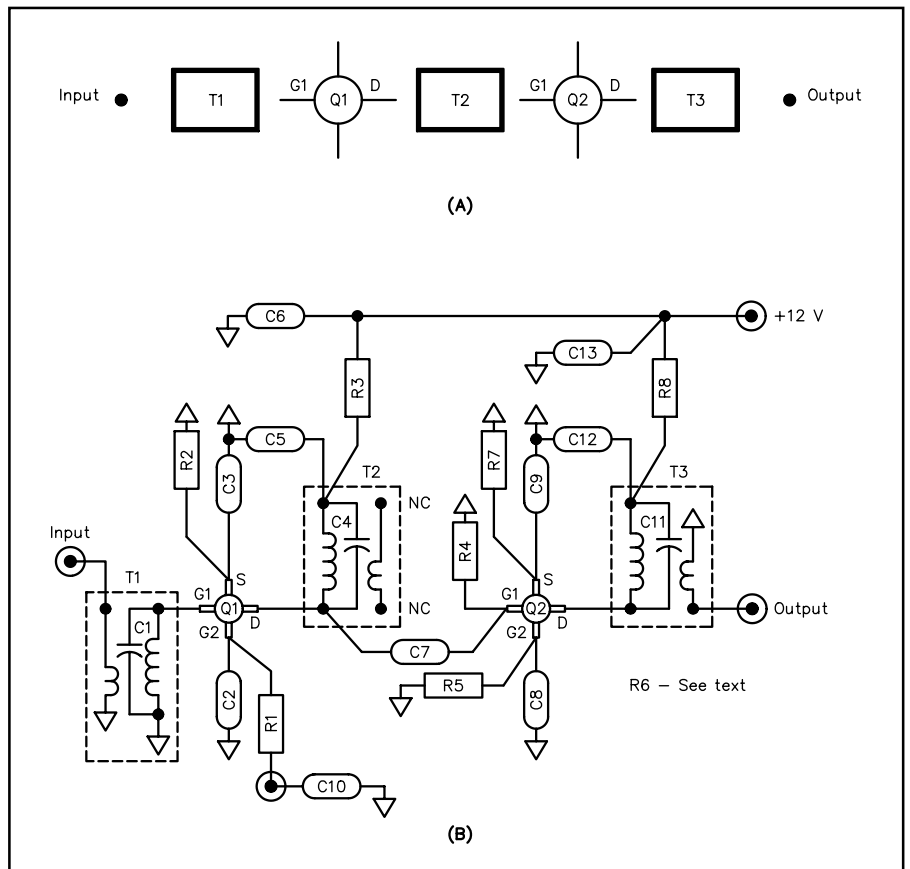 Input T1 G1 Q1 D T2 G1 Q2 D T3 Output
(A)
C6 +12 V
C13
R3 R8
R2 C5 R7 C12
C3 C9
T2 T3
NC
C4 R4 C11
Input
T1 S S
G1 Q1 D NC G1 Q2 D Output
C1 G2 G2
C7
R5 R6 – See text
C2 R1 C8
C10
(B)